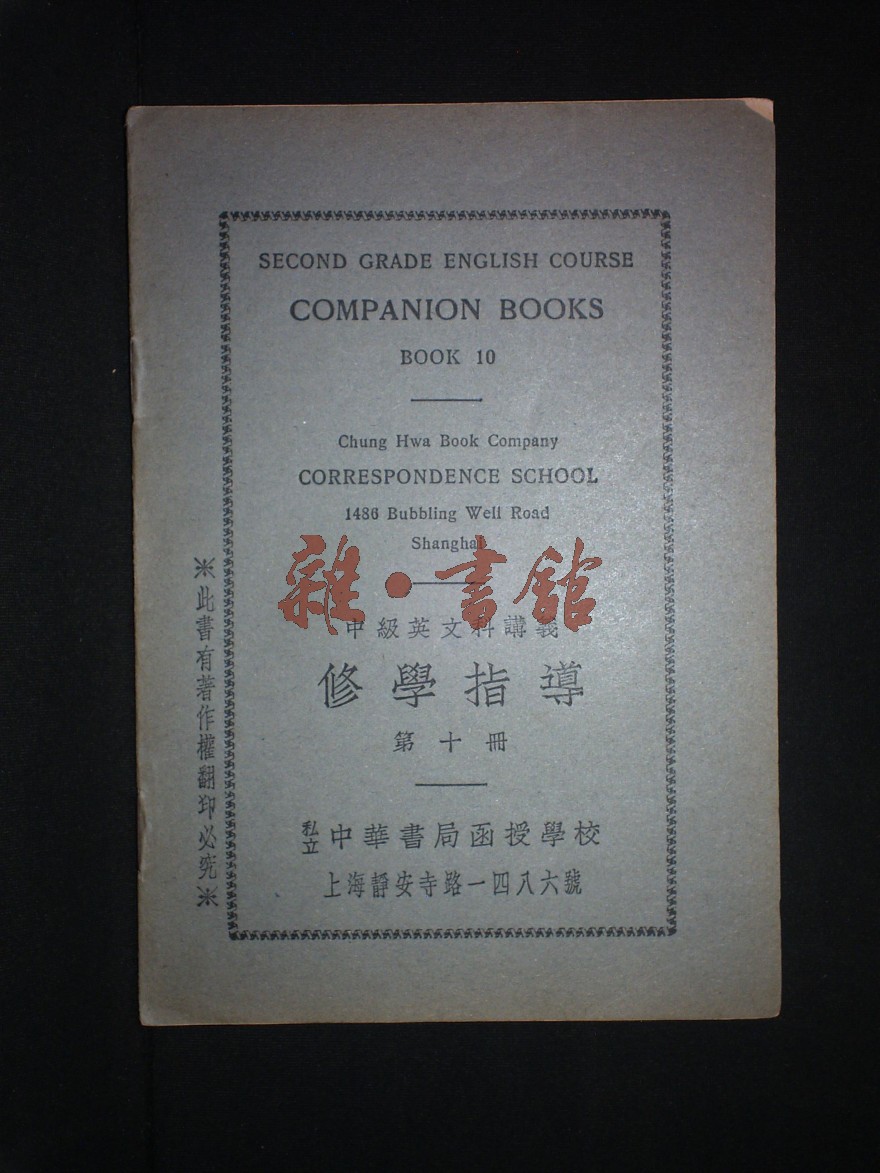 SECOND GRADE ENGLISH COURSE
COMPANION BOOKS
BOOK 10
Chung Hwa Book Company
CORRESPONDENCE SCHOOL
1486 Bubbling Well Road
Shanghai
雜·書館
中級英文科講義
修學指導
第十冊
私立中華書局函授學校
上海靜安寺路一四八六號
※此書有著作權翻印必究※